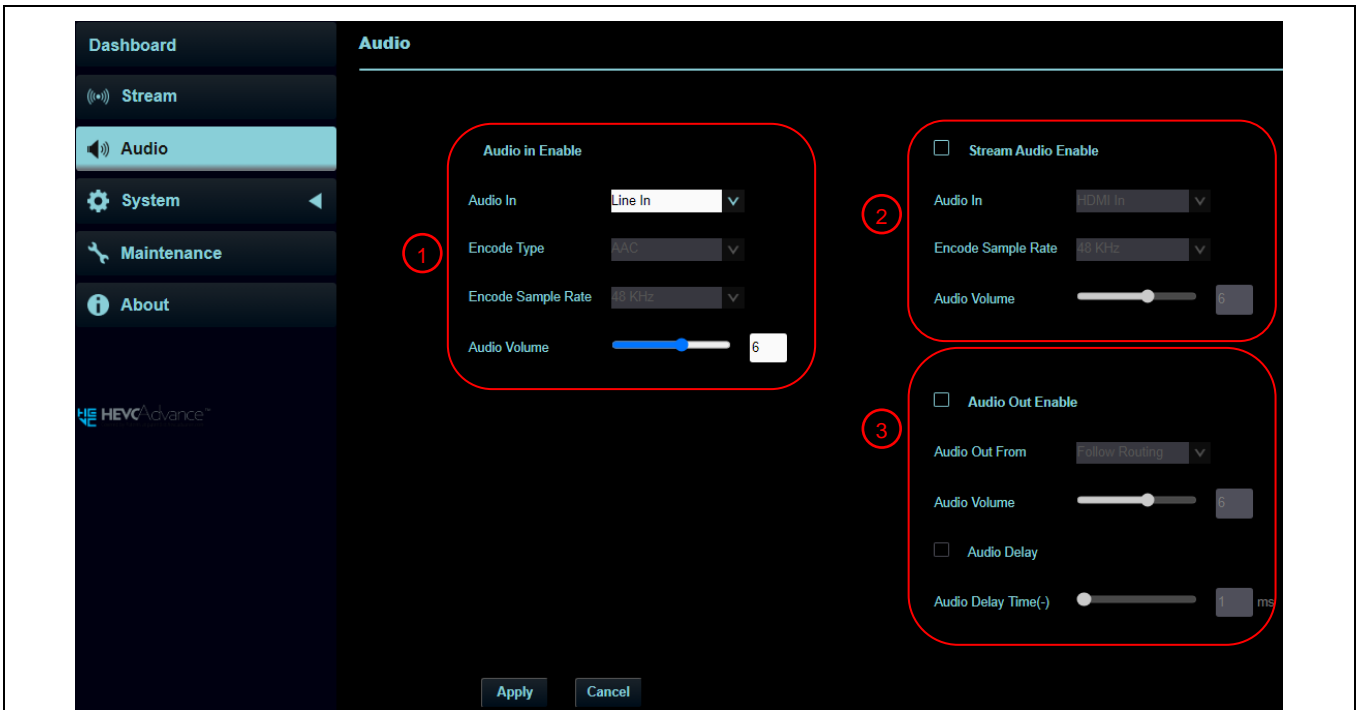 Dashboard
Stream
Audio
System
Maintenance
About
HEVCAdvance™
Audio
1
Audio in Enable
Audio In Line In
Encode Type AAC
Encode Sample Rate 48 KHz
Audio Volume 6
2
Stream Audio Enable
Audio In HDMI In
Encode Sample Rate 48 KHz
Audio Volume 6
3
Audio Out Enable
Audio Out From Follow Routing
Audio Volume 6
Audio Delay
Audio Delay Time(-) 1 ms
Apply Cancel